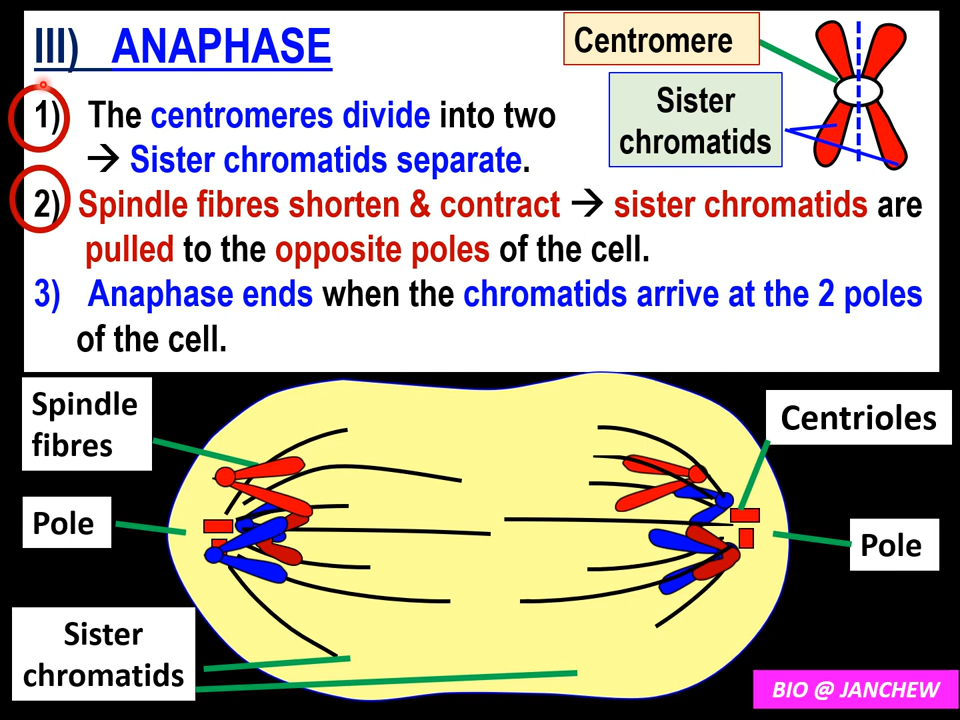 III) ANAPHASE
Centromere
Sister
chromatids
1) The centromeres divide into two
→ Sister chromatids separate.
2) Spindle fibres shorten & contract → sister chromatids are
pulled to the opposite poles of the cell.
3) Anaphase ends when the chromatids arrive at the 2 poles
of the cell.
Spindle
fibres
Centrioles
Pole
Pole
Sister
chromatids
BIO @ JANCHEW